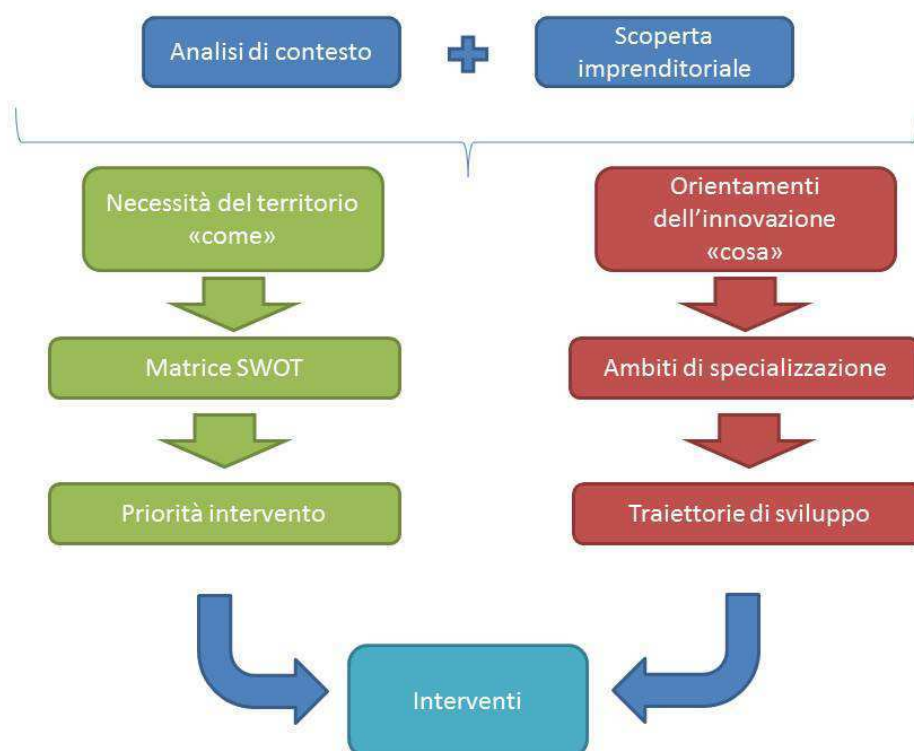 Analisi di contesto
Scoperta
imprenditoriale
Necessità del territorio
«come»
Orientamenti
dell'innovazione
«cosa»
Matrice SWOT
Ambiti di specializzazione
Priorità intervento
Traiettorie di sviluppo
Interventi